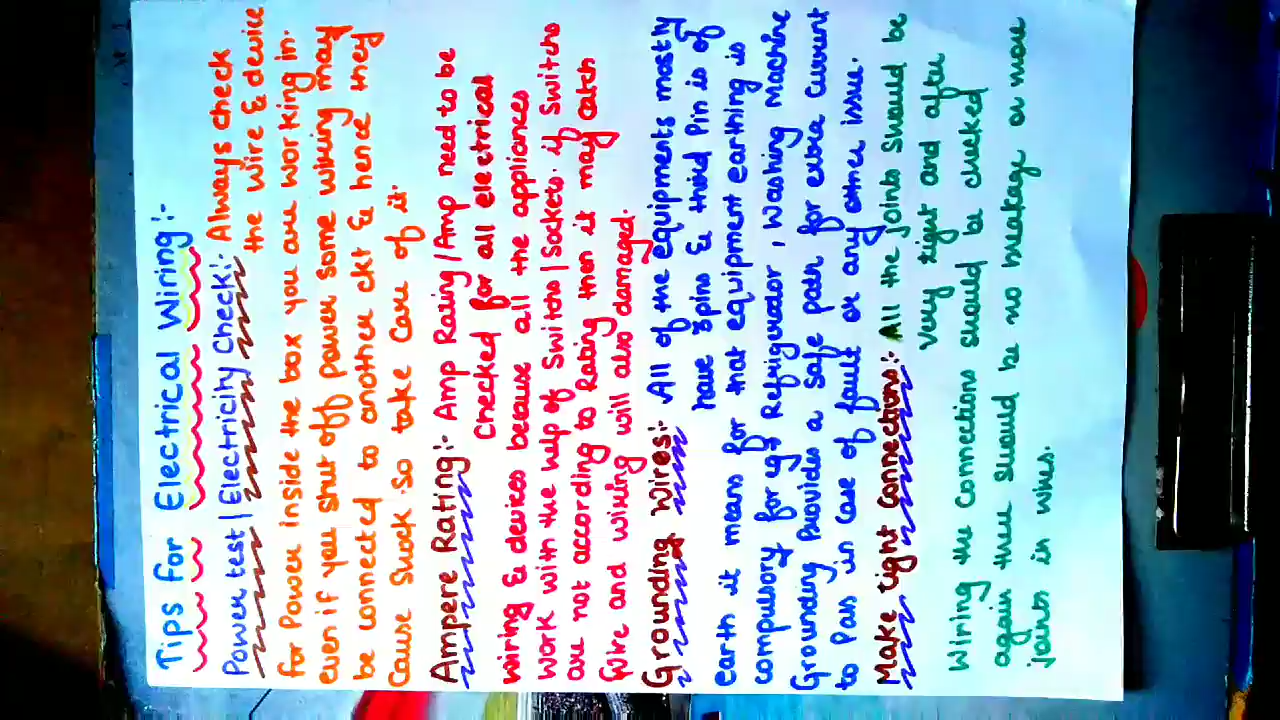 Tips for Electrical Wiring:-
Power test | Electricity Check:- Always check
the wire & device
for Power inside the box you are working in.
even if you shut off power some wiring may
be connected to another ckt & hence they
cause shock so take care of it.
Ampere Rating:- Amp Rating/Amp need to be
Checked for all electrical
wiring & devices because all the appliances
work with the help of Switchs | Sockets. if Switchs
are not according to Rating then it may catch
fire and wiring will also damaged.
Grounding Wires:- All of the equipments mostly
have 3pins & third Pin is of
earth it means for that equipment earthing is
compulsory for eg:- Refrigerador, Washing Machine
Grounding Provides a safe path for extra current
to Pass in case of fault or any other issue.
Make tight connections:- All the joints should be
very tight and after
Wiring the Connections should be checked
again there should be no breakage or more
joints in wires.